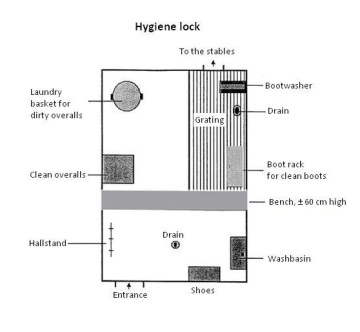 Hygiene lock
To the stables
Bootwasher
Laundry
basket for
dirty overalls
Drain
Grating
Boot rack
for clean boots
Clean overalls
Bench, ± 60 cm high
Drain
Hallstand
Washbasin
Entrance
Shoes